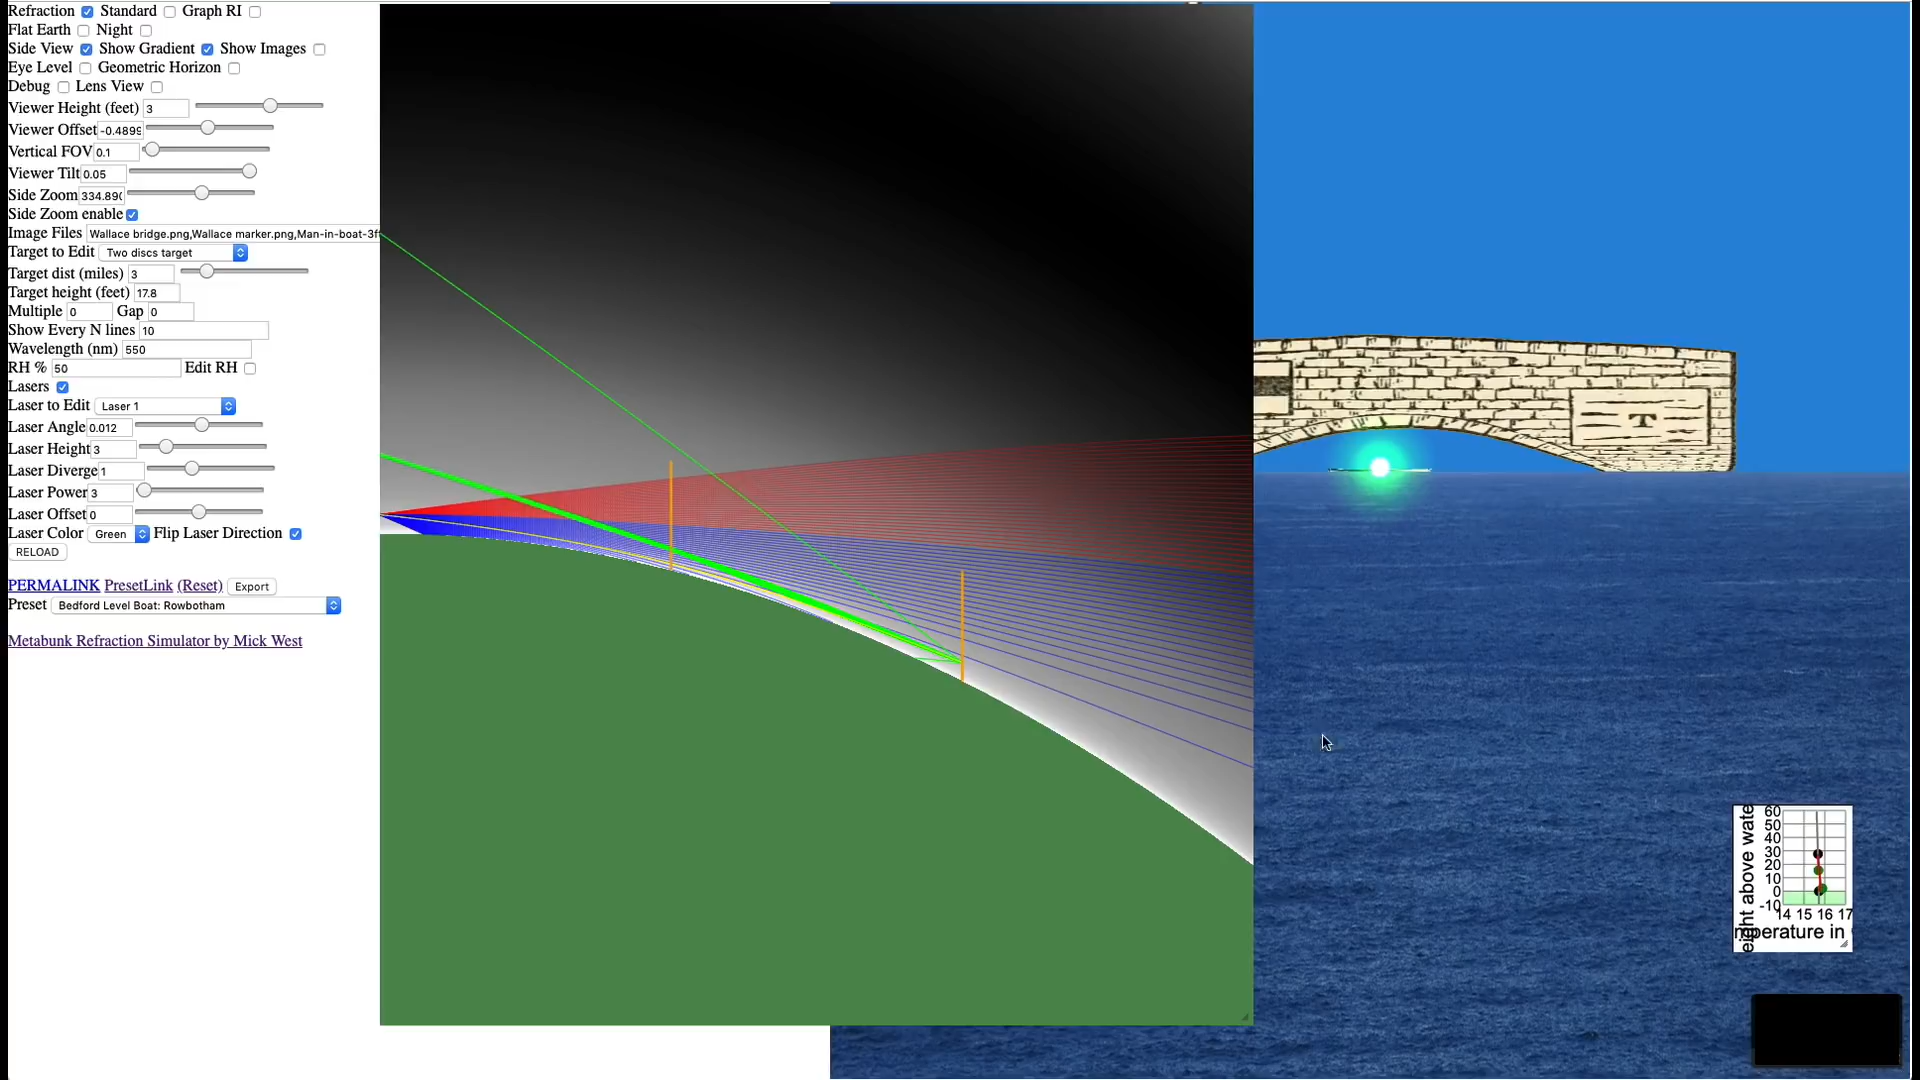 Refraction Standard Graph RI
Flat Earth Night
Side View Show Gradient Show Images
Eye Level Geometric Horizon
Debug Lens View
Viewer Height (feet) 3
Viewer Offset -0.4899
Vertical FOV 0.1
Viewer Tilt 0.05
Side Zoom 334.89(
Side Zoom enable
Image Files Wallace bridge.png,Wallace marker.png,Man-in-boat-3f
Target to Edit Two discs target
Target dist (miles) 3
Target height (feet) 17.8
Multiple 0 Gap 0
Show Every N lines 10
Wavelength (nm) 550
RH % 50 Edit RH
Lasers
Laser to Edit Laser 1
Laser Angle 0.012
Laser Height 3
Laser Diverge 1
Laser Power 3
Laser Offset 0
Laser Color Green Flip Laser Direction
RELOAD
PERMALINK PresetLink (Reset) Export
Preset Bedford Level Boat: Rowbotham
Metabunk Refraction Simulator by Mick West
T
eight above wate
60
50
40
30
20
10
0
-10
14 15 16 17
mperature in